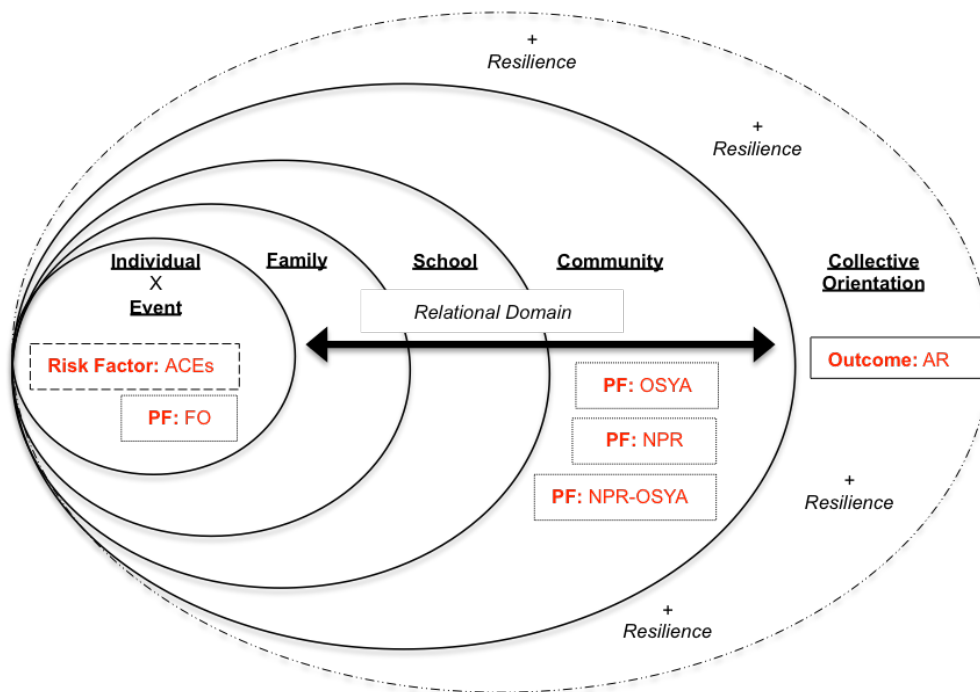 +
Resilience
+
Resilience
Individual
X
Event
Family
School
Community
Collective
Orientation
Relational Domain
Risk Factor: ACEs
PF: FO
PF: OSYA
PF: NPR
PF: NPR-OSYA
Outcome: AR
+
Resilience
+
Resilience